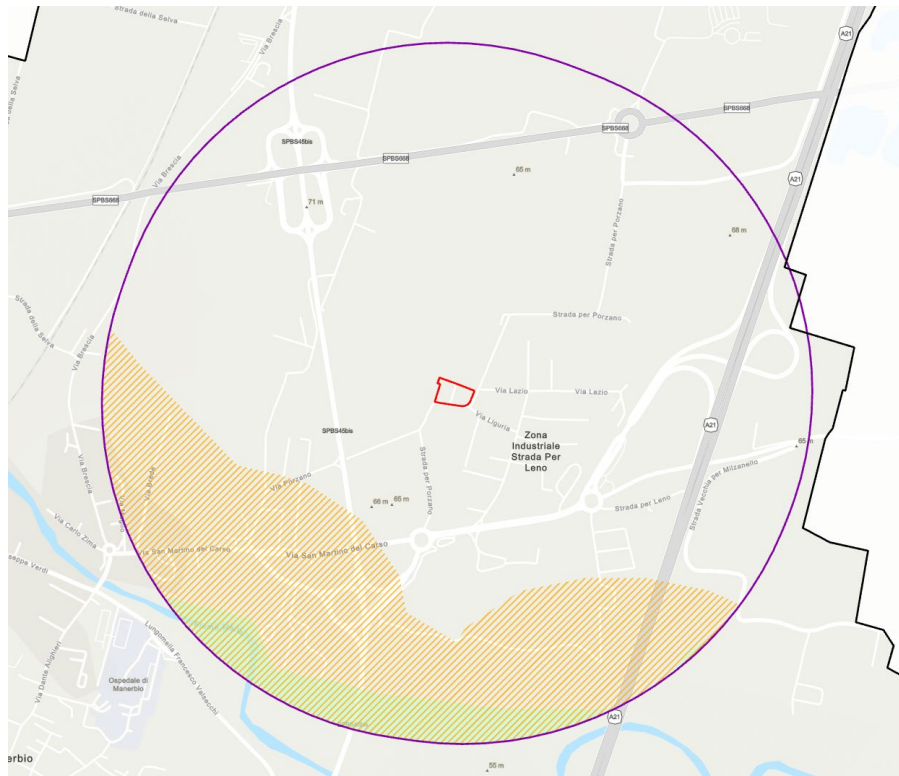 Strada della Selva
Via Brescia
A21
della Selva
SPBS45bis
SPBS668
SPBS668
SPBS668
65 m
A21
Via Brescia
SPBS668
71 m
68 m
Strada per Porzano
Strada della Selva
Via Brescia
Strada per Porzano
Via Lazio
Via Lazio
Via Liguria
SPBS45bis
A21
Zona
Industriale
Strada Per
Leno
65 m
Via Brescia
Strada per Porzano
Via Porzano
Via Breda
66 m
65 m
Strada per Leno
Strada Vecchia per Milzanello
Via Carlo Zima
Via San Martino del Carso
Via San Martino del Carso
seppe Verdi
Lungomella Francesco Valsecchi
Via Dante Alighieri
Ospedale di
Manerbio
A21
erbio
55 m